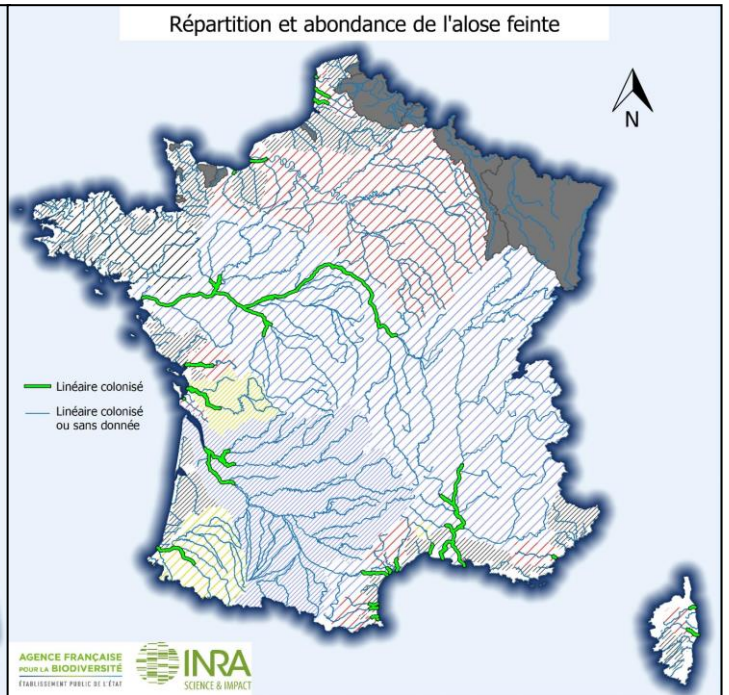 Répartition et abondance de l'alose feinte
N
Linéaire colonisé
Linéaire colonisé
ou sans donnée
AGENCE FRANÇAISE
POUR LA BIODIVERSITÉ
ÉTABLISSEMENT PUBLIC DE L'ÉTAT
INRA
SCIENCE & IMPACT